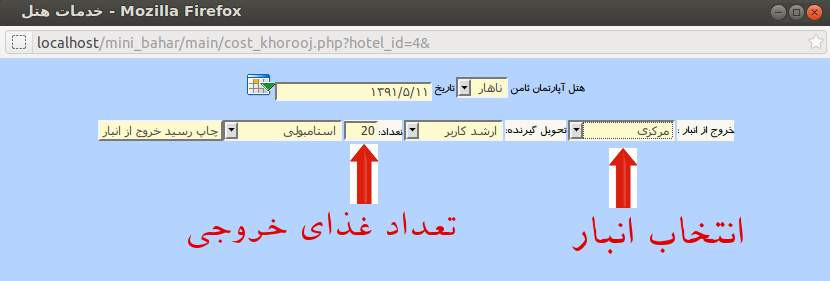 خدمات هتل - Mozilla Firefox
localhost/mini_bahar/main/cost_khorooj.php?hotel_id=4&
هتل آپارتمان ثامن ناهار تاریخ ۱۳۹۱/۵/۱۱
خروج از انبار : مرکزی تحویل گیرنده: ارشد کاربر تعداد: 20 استامبولی چاپ رسید خروج از انبار
انتخاب انبار
تعداد غذای خروجی